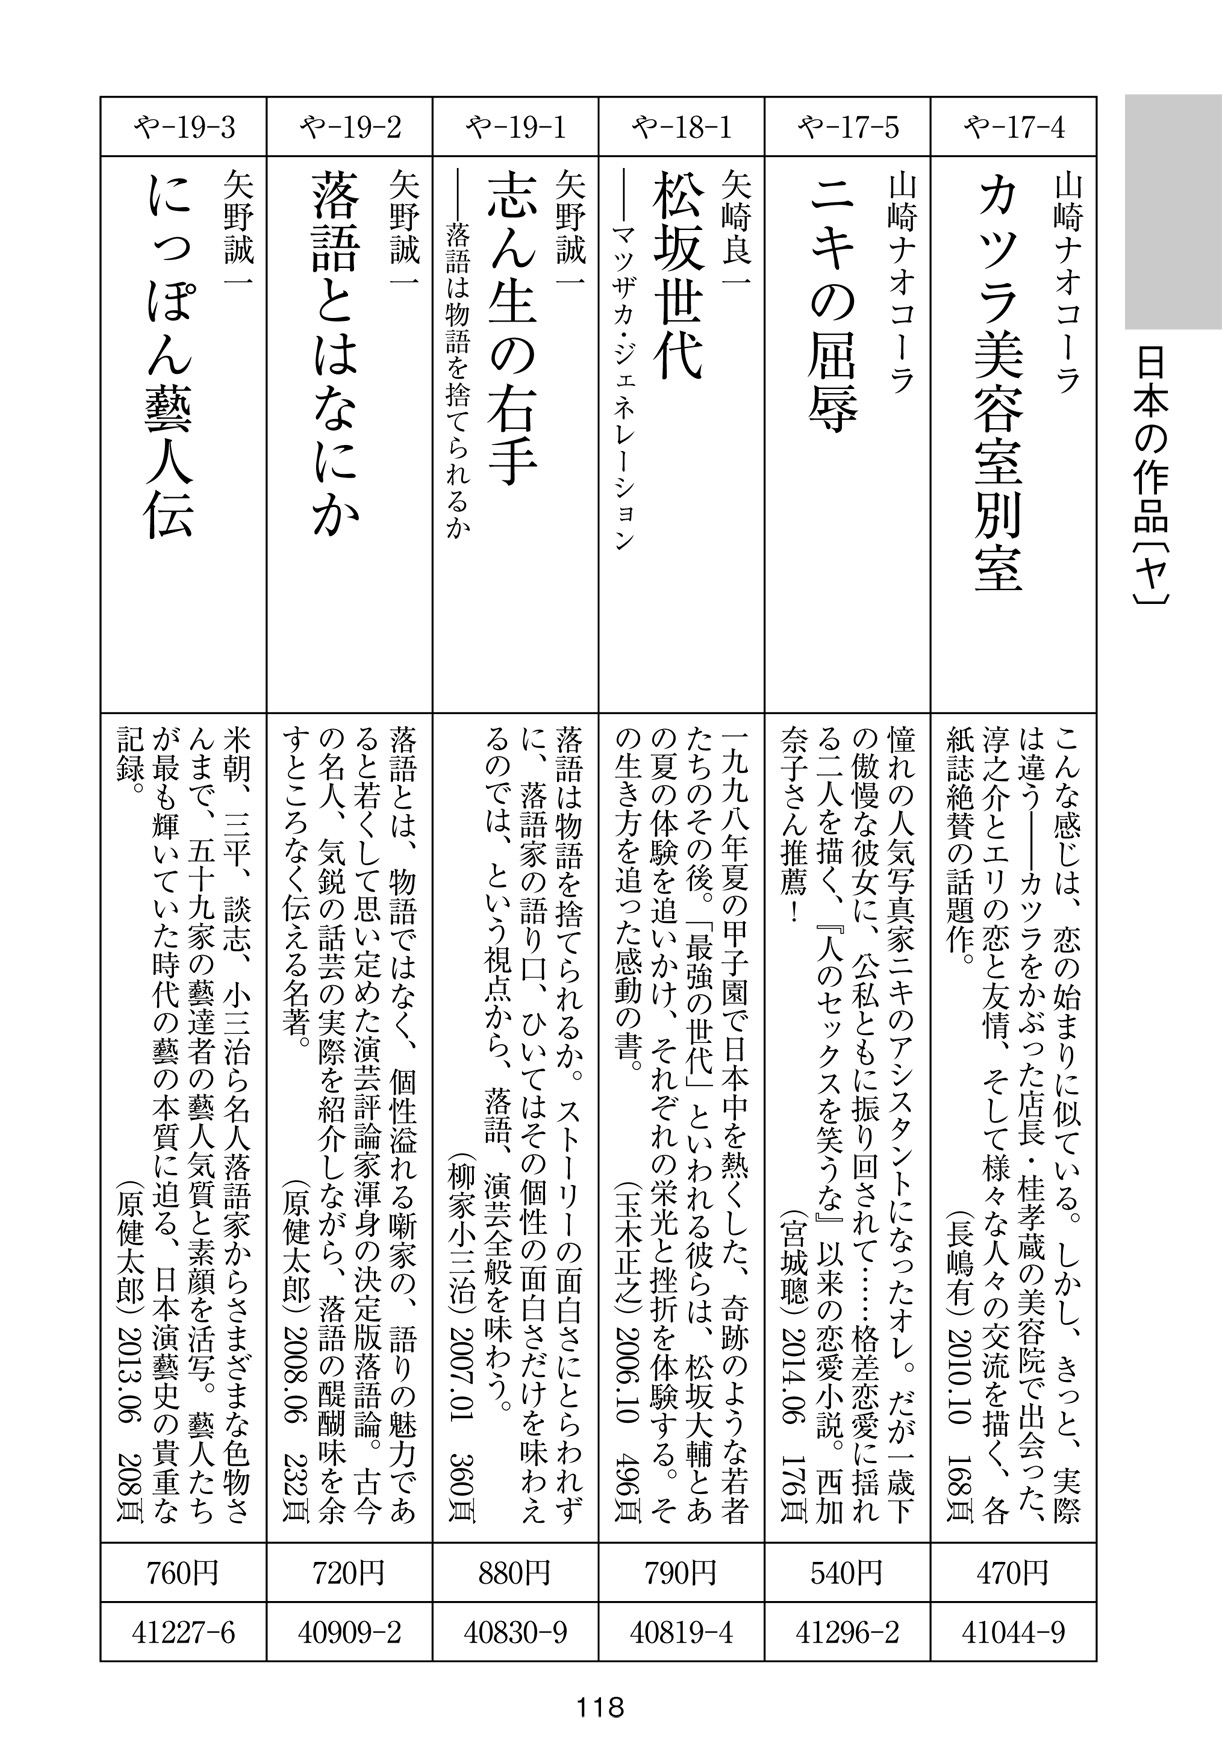 日本の作品〔ヤ〕
や-17-4
山崎ナオコーラ
カツラ美容室別室
こんな感じは、恋の始まりに似ている。しかし、きっと、実際
は違う――カツラをかぶった店長・桂孝蔵の美容院で出会った、
淳之介とエリの恋と友情、そして様々な人々の交流を描く、各
紙誌絶賛の話題作。
（長嶋有）2010.10 168頁
470円
41044-9
や-17-5
山崎ナオコーラ
ニキの屈辱
憧れの人気写真家ニキのアシスタントになったオレ。だが一歳下
の傲慢な彼女に、公私ともに振り回されて……格差恋愛に揺れ
る二人を描く、『人のセックスを笑うな』以来の恋愛小説。西加
奈子さん推薦！
（宮城聰）2014.06 176頁
540円
41296-2
や-18-1
矢崎良一
松坂世代
――マツザカ・ジェネレーション
一九九八年夏の甲子園で日本中を熱くした、奇跡のような若者
たちのその後。「最強の世代」といわれる彼らは、松坂大輔とあ
の夏の体験を追いかけ、それぞれの栄光と挫折を体験する。そ
の生き方を追った感動の書。
（玉木正之）2006.10 496頁
790円
40819-4
や-19-1
矢野誠一
志ん生の右手
――落語は物語を捨てられるか
落語は物語を捨てられるか。ストーリーの面白さにとらわれず
に、落語家の語り口、ひいてはその個性の面白さだけを味わえ
るのでは、という視点から、落語、演芸全般を味わう。
（柳家小三治）2007.01 360頁
880円
40830-9
や-19-2
矢野誠一
落語とはなにか
落語とは、物語ではなく、個性溢れる噺家の、語りの魅力であ
ると若くして思い定めた演芸評論家渾身の決定版落語論。古今
の名人、気鋭の話芸の実際を紹介しながら、落語の醍醐味を余
すところなく伝える名著。
（原健太郎）2008.06 232頁
720円
40909-2
や-19-3
矢野誠一
にっぽん藝人伝
米朝、三平、談志、小三治ら名人落語家からさまざまな色物さ
んまで、五十九家の藝達者の藝人気質と素顔を活写。藝人たち
が最も輝いていた時代の藝の本質に迫る、日本演藝史の貴重な
記録。
（原健太郎）2013.06 208頁
760円
41227-6
118